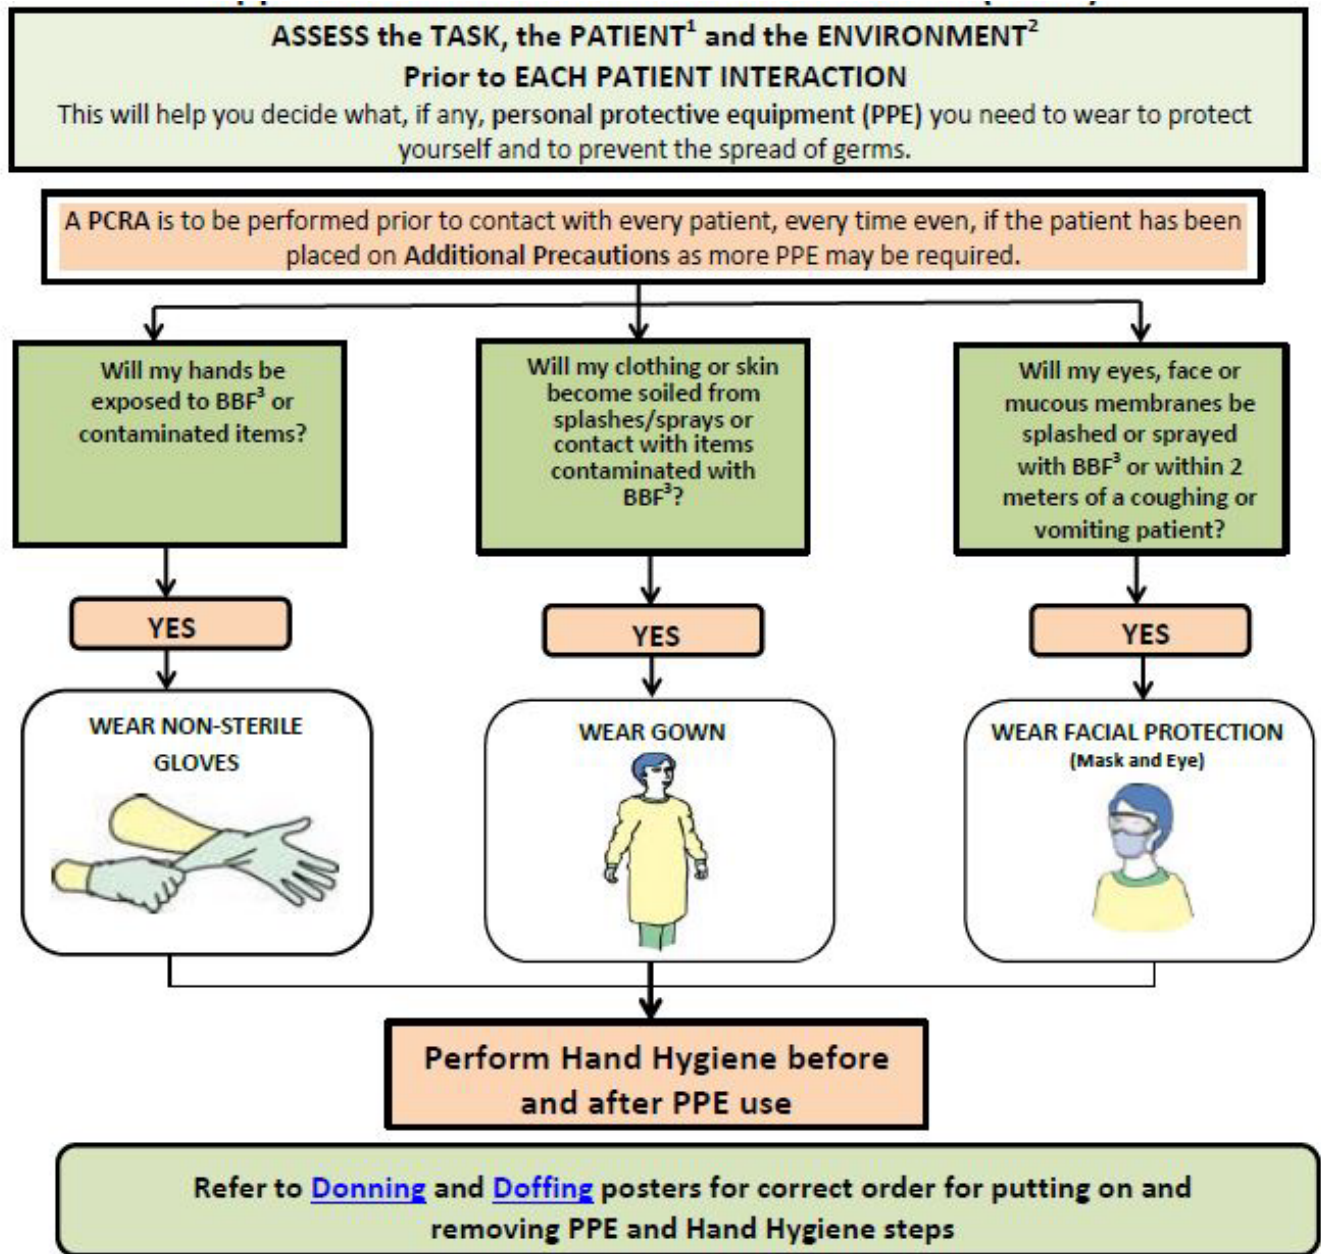 ASSESS the TASK, the PATIENT¹ and the ENVIRONMENT²
Prior to EACH PATIENT INTERACTION
This will help you decide what, if any, personal protective equipment (PPE) you need to wear to protect
yourself and to prevent the spread of germs.
A PCRA is to be performed prior to contact with every patient, every time even, if the patient has been
placed on Additional Precautions as more PPE may be required.
Will my hands be
exposed to BBF³ or
contaminated items?
Will my clothing or skin
become soiled from
splashes/sprays or
contact with items
contaminated with
BBF³?
Will my eyes, face or
mucous membranes be
splashed or sprayed
with BBF³ or within 2
meters of a coughing or
vomiting patient?
YES
YES
YES
WEAR NON-STERILE
GLOVES
WEAR GOWN
WEAR FACIAL PROTECTION
(Mask and Eye)
Perform Hand Hygiene before
and after PPE use
Refer to Donning and Doffing posters for correct order for putting on and
removing PPE and Hand Hygiene steps